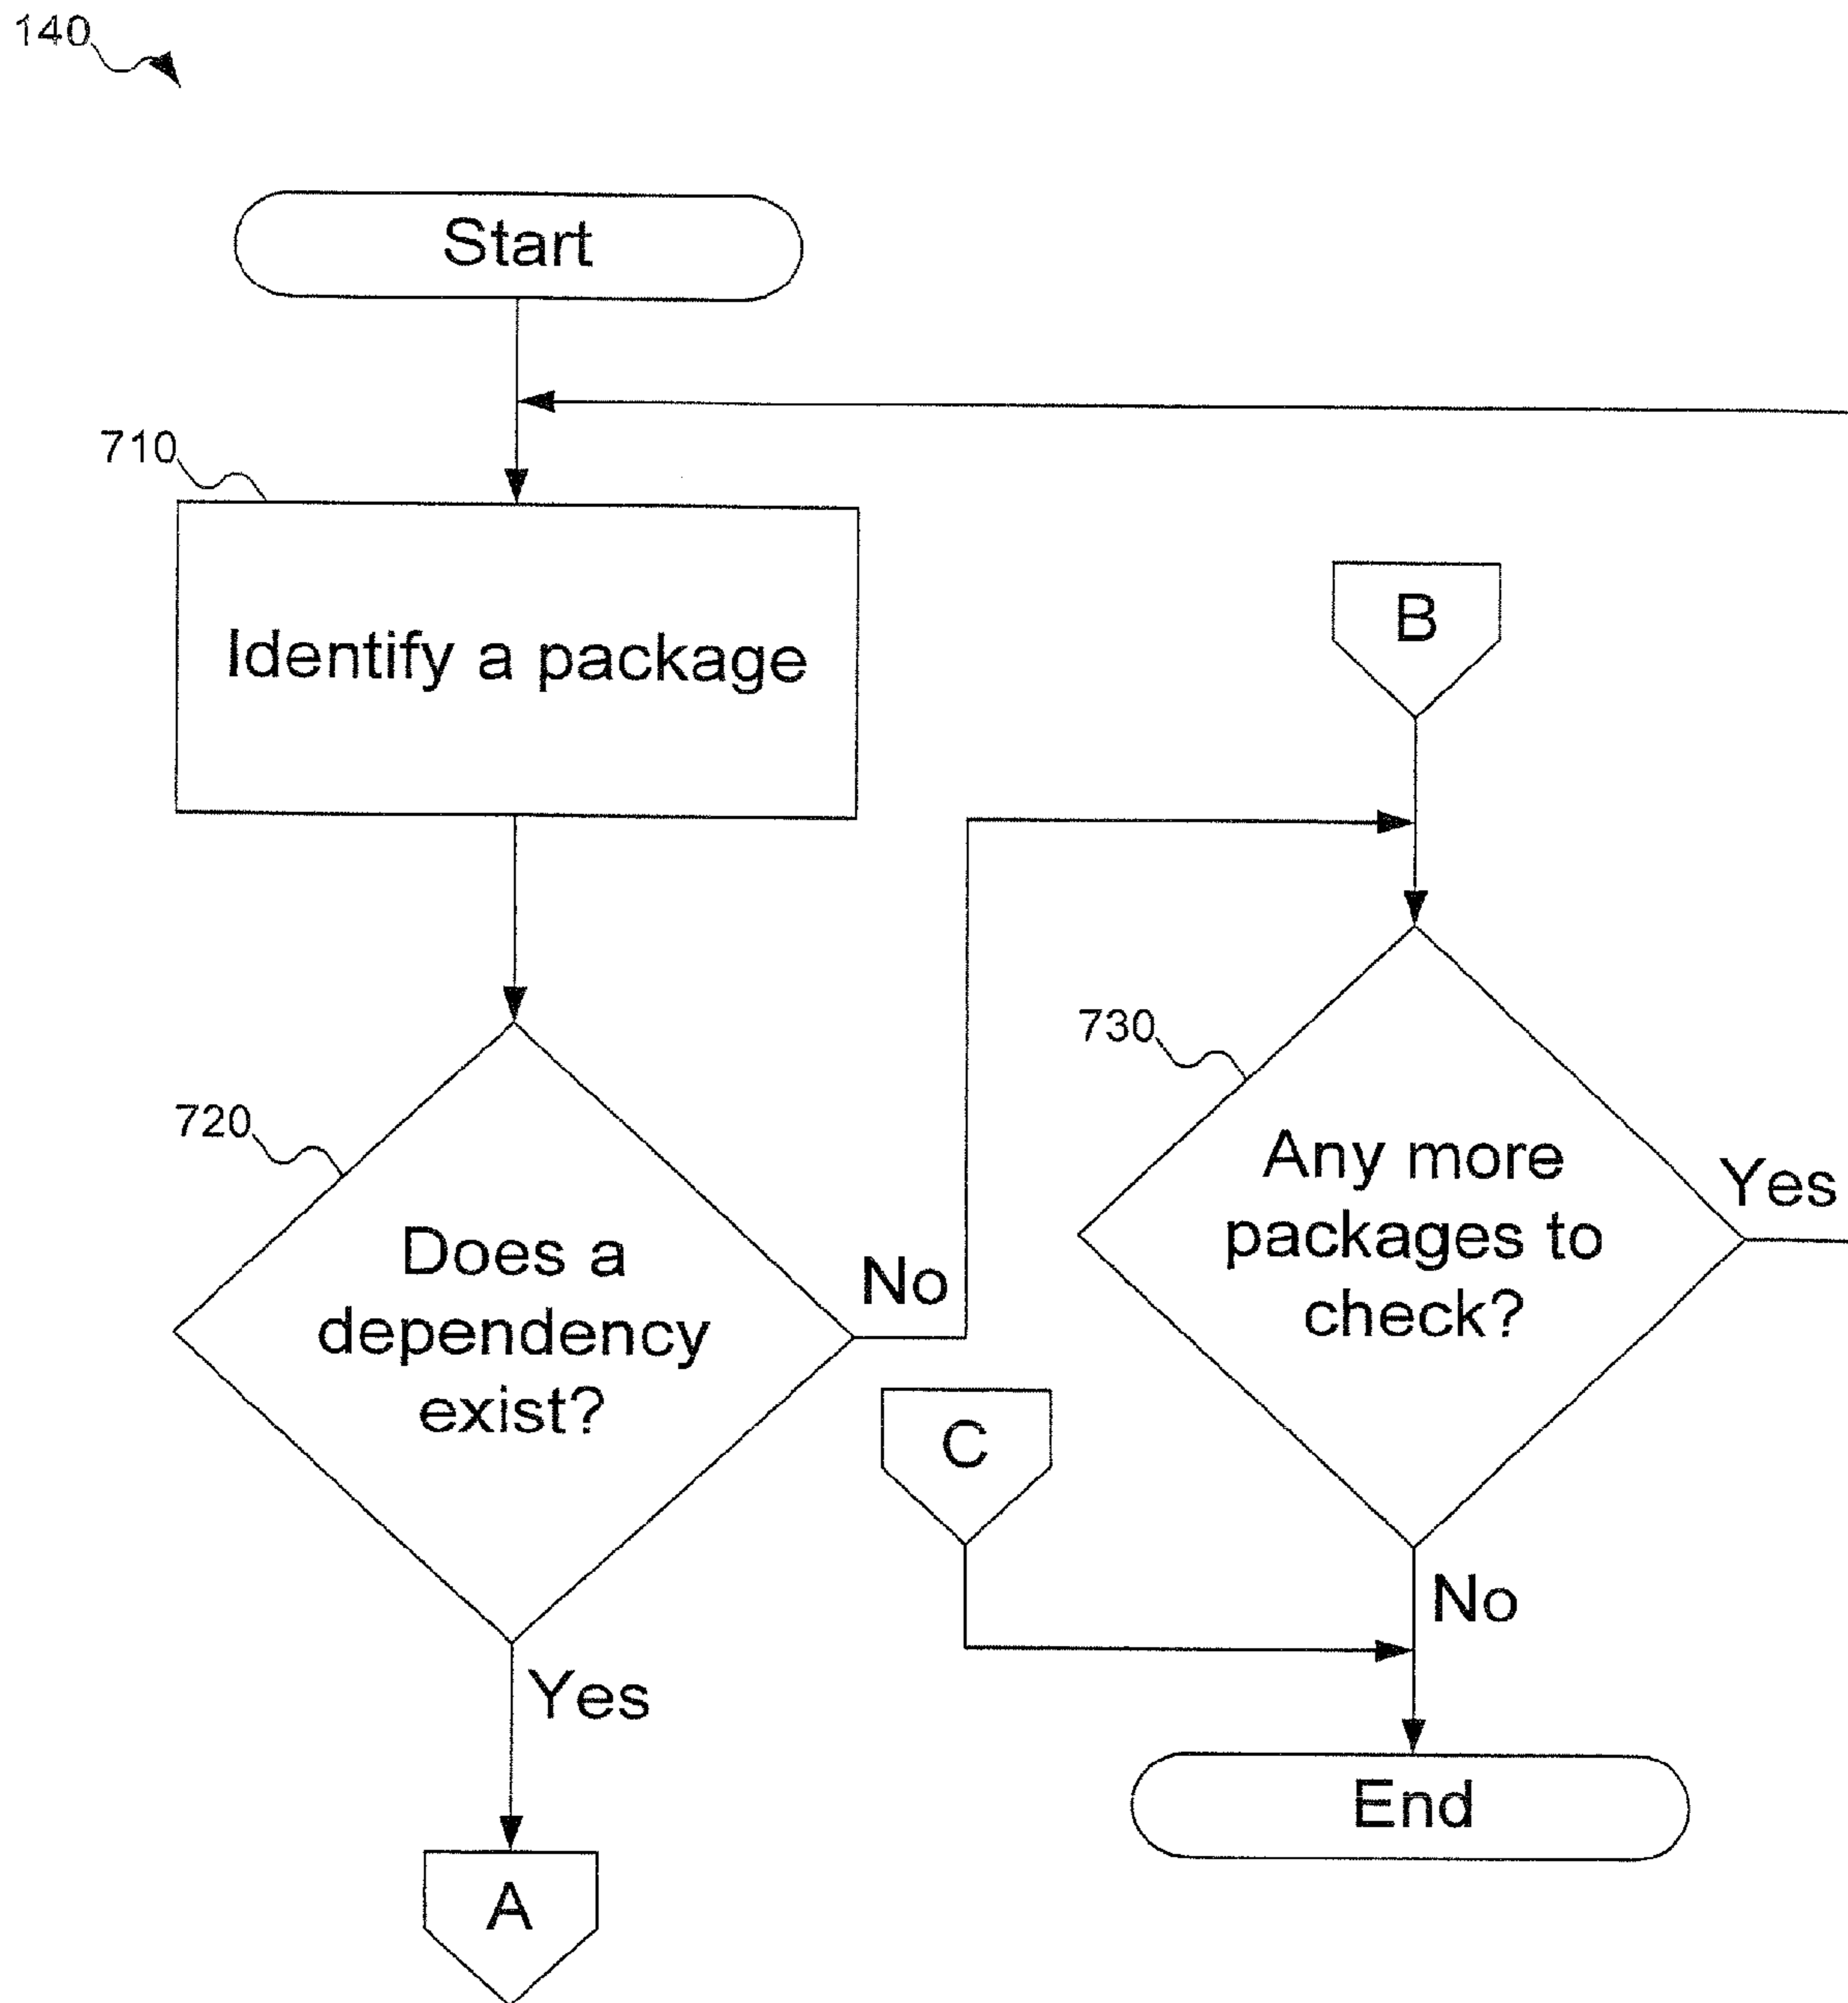 140
Start
710
Identify a package
B
730
Any more
packages to
check?
Yes
720
Does a
dependency
exist?
No
C
No
Yes
End
A